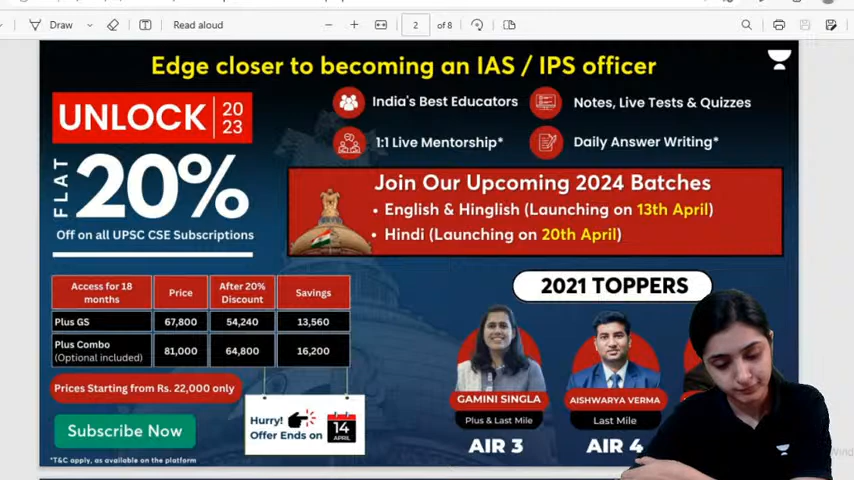 Draw
Read aloud
2
of 8
Edge closer to becoming an IAS / IPS officer
UNLOCK
20
23
FLAT
20%
Off on all UPSC CSE Subscriptions
India's Best Educators
Notes, Live Tests & Quizzes
1:1 Live Mentorship*
Daily Answer Writing*
Join Our Upcoming 2024 Batches
• English & Hinglish (Launching on 13th April)
• Hindi (Launching on 20th April)
Access for 18 months Price After 20% Discount Savings
Plus GS 67,800 54,240 13,560
Plus Combo (Optional included) 81,000 64,800 16,200
Prices Starting from Rs. 22,000 only
Subscribe Now
Hurry!
Offer Ends on
14
APRIL
*T&C apply, as available on the platform
2021 TOPPERS
GAMINI SINGLA
Plus & Last Mile
AIR 3
AISHWARYA VERMA
Last Mile
AIR 4